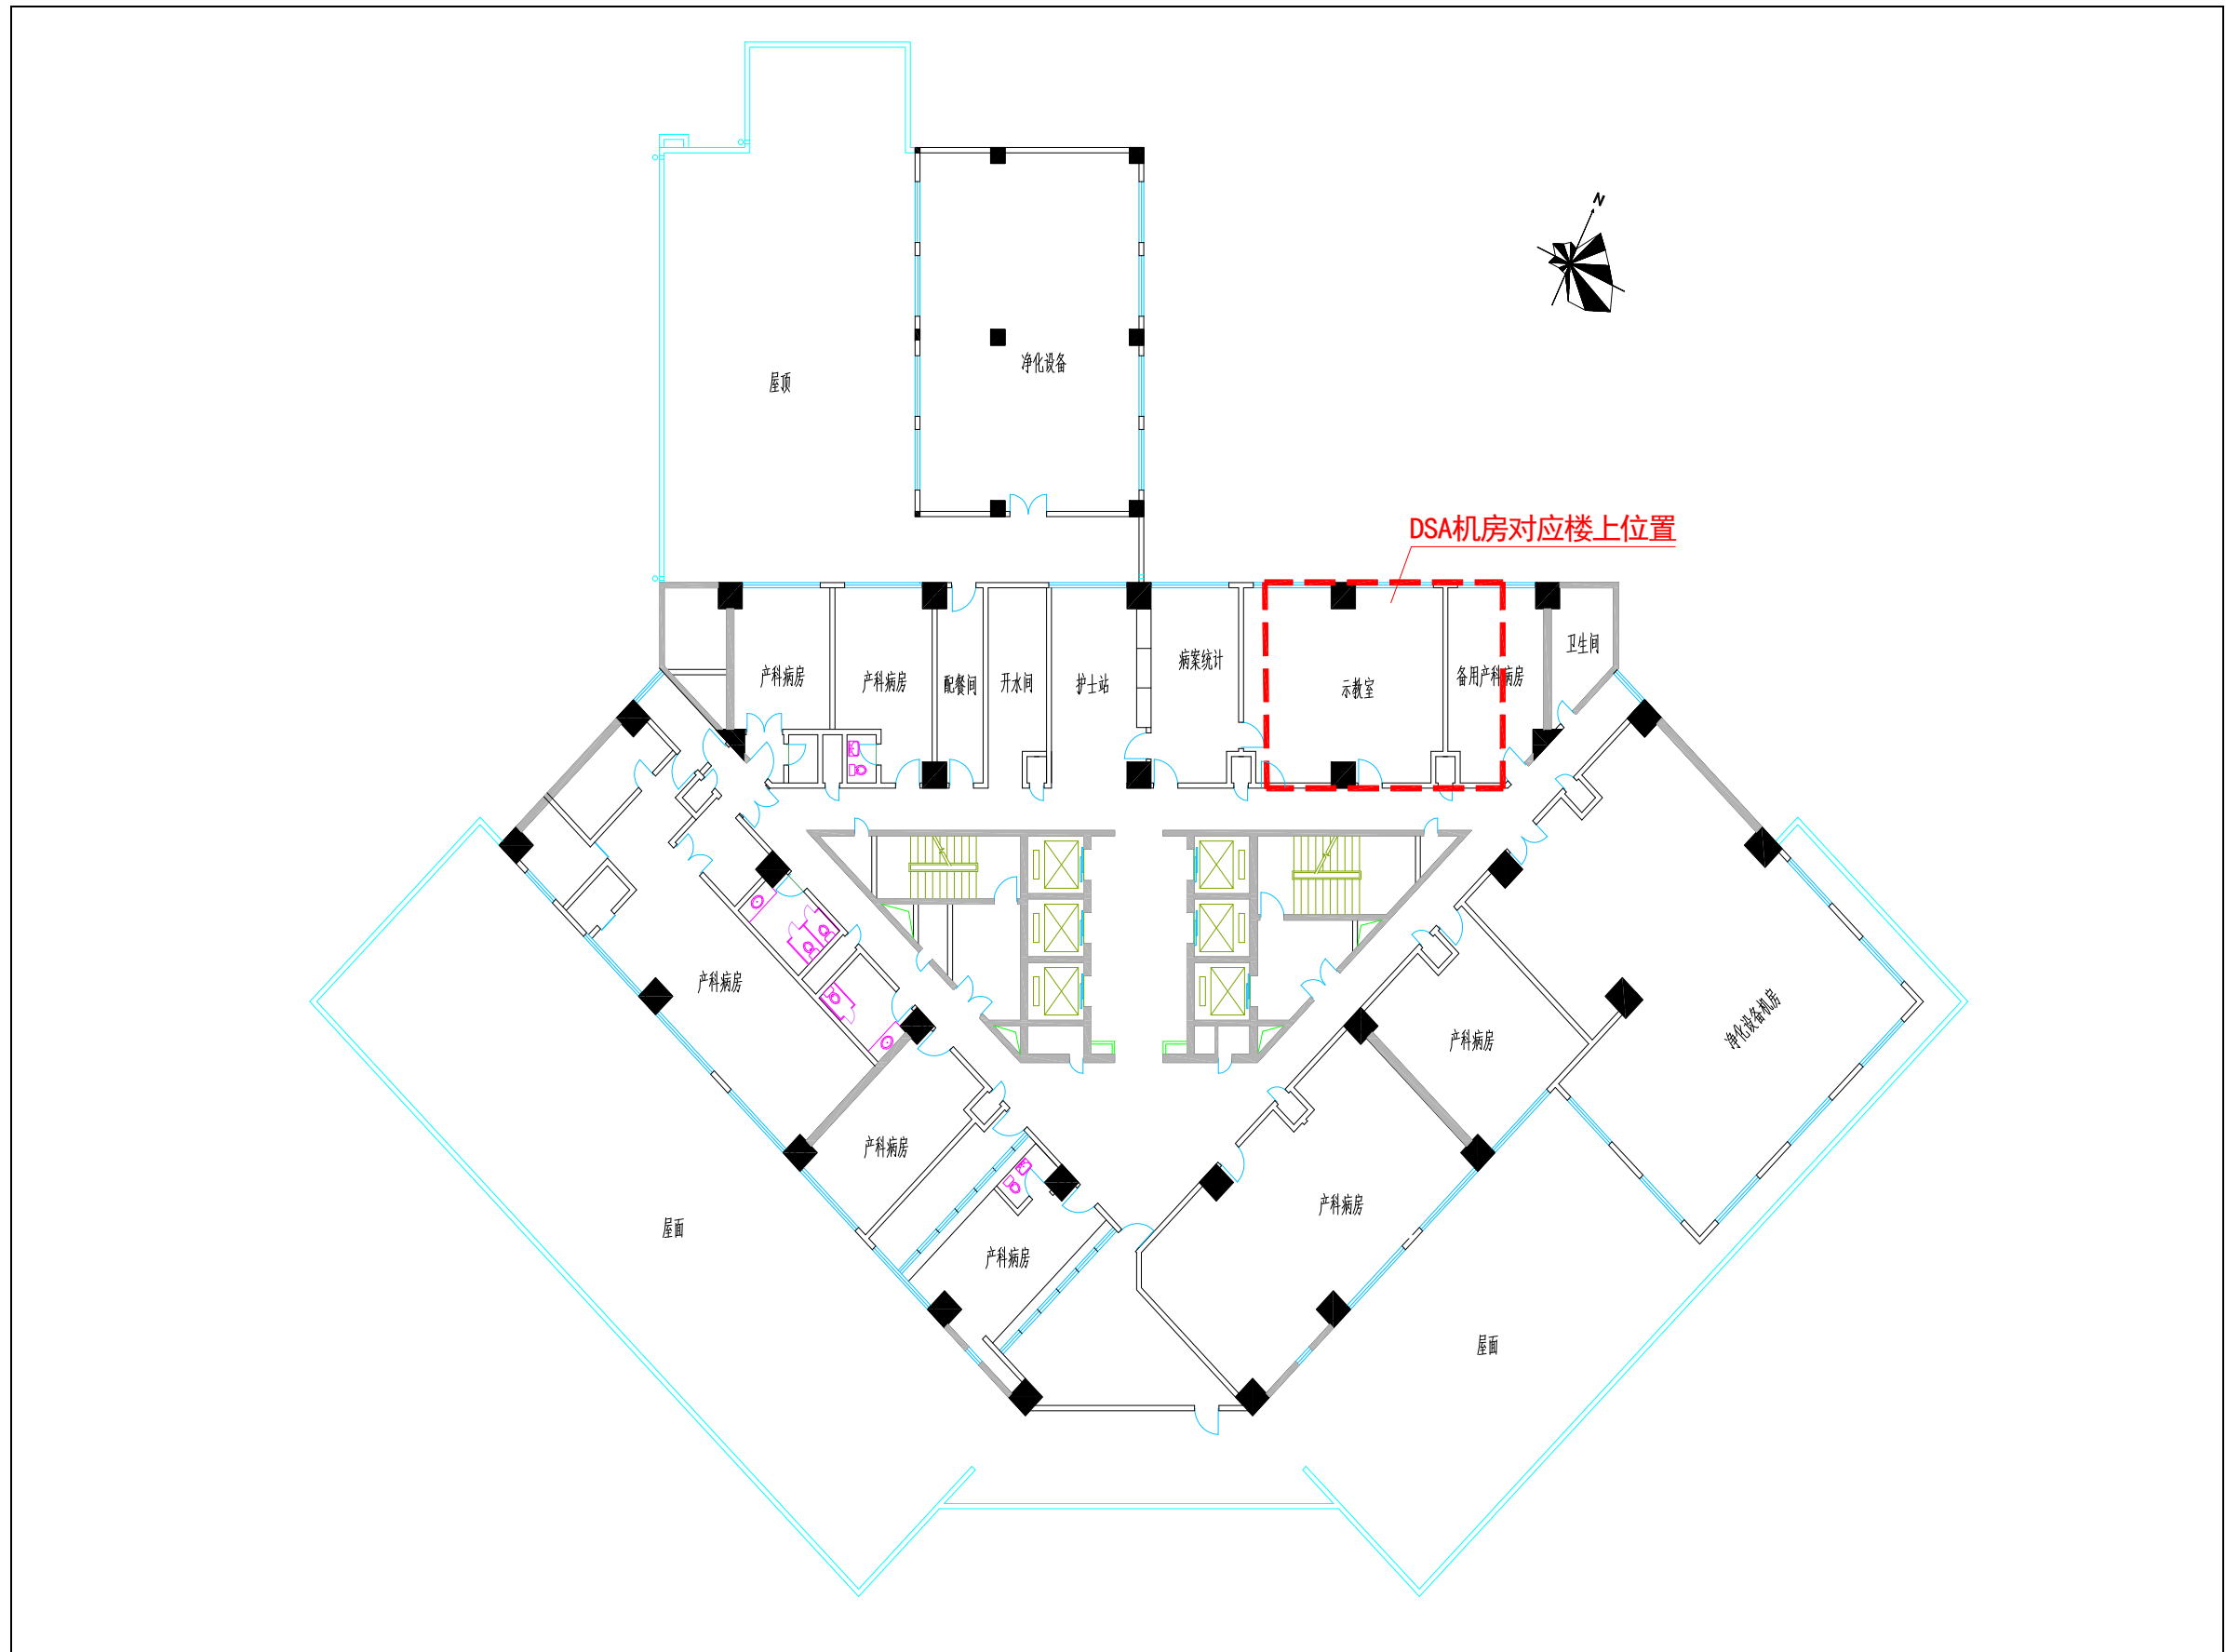 N
净化设备
屋顶
DSA机房对应楼上位置
卫生间
病案统计
产科病房
产科病房
配餐间
开水间
护士站
示教室
备用产科病房
产科病房
净化设备机房
产科病房
产科病房
产科病房
屋面
产科病房
屋面